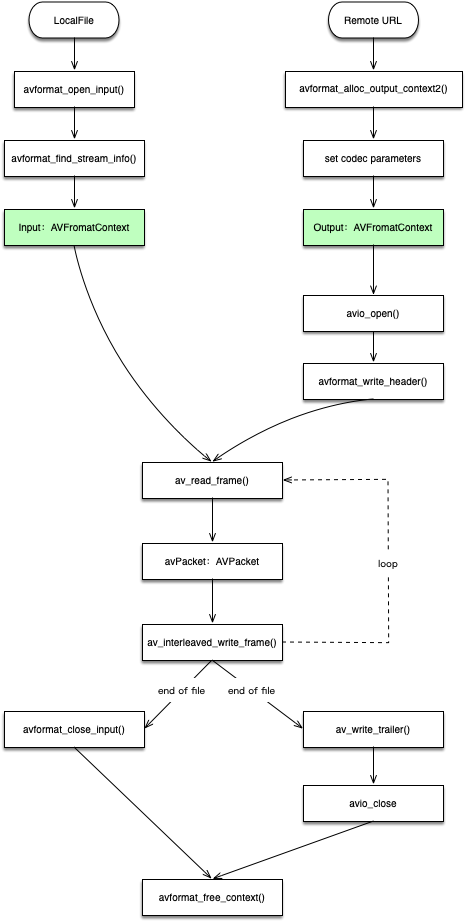 LocalFile
Remote URL
avformat_open_input()
avformat_alloc_output_context2()
avformat_find_stream_info()
set codec parameters
Input：AVFromatContext
Output：AVFromatContext
avio_open()
avformat_write_header()
av_read_frame()
avPacket：AVPacket
loop
av_interleaved_write_frame()
end of file
end of file
avformat_close_input()
av_write_trailer()
avio_close
avformat_free_context()